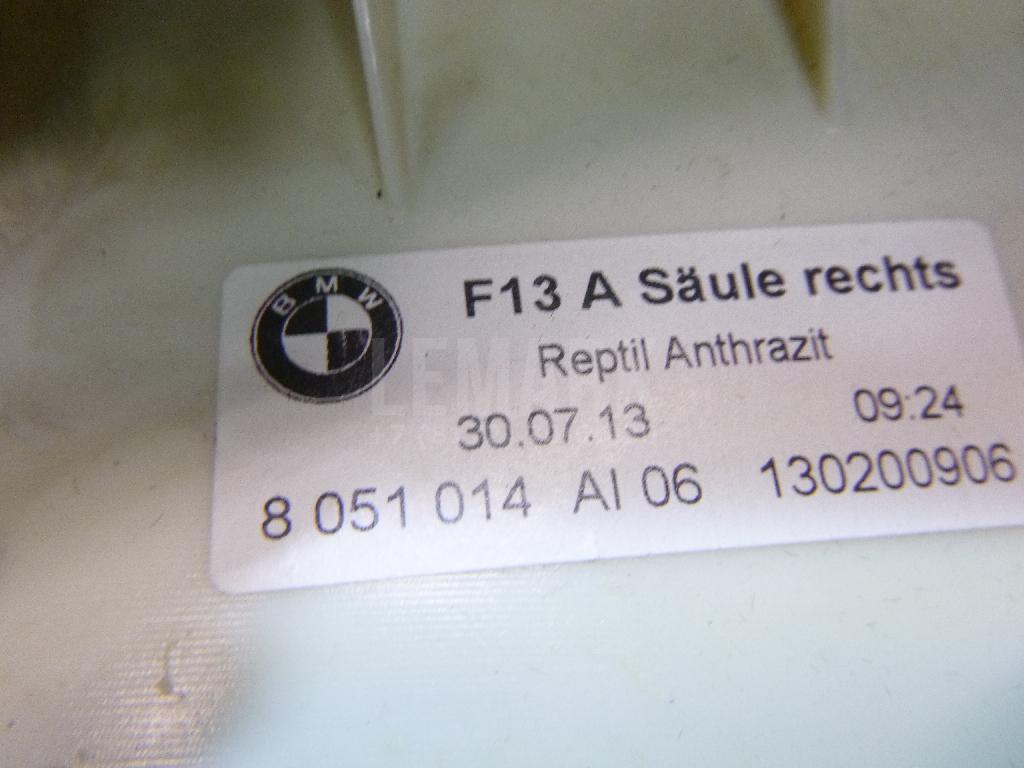 BMW
F13 A Säule rechts
Reptil Anthrazit
30.07.13 09:24
8 051 014 AI 06 130200906